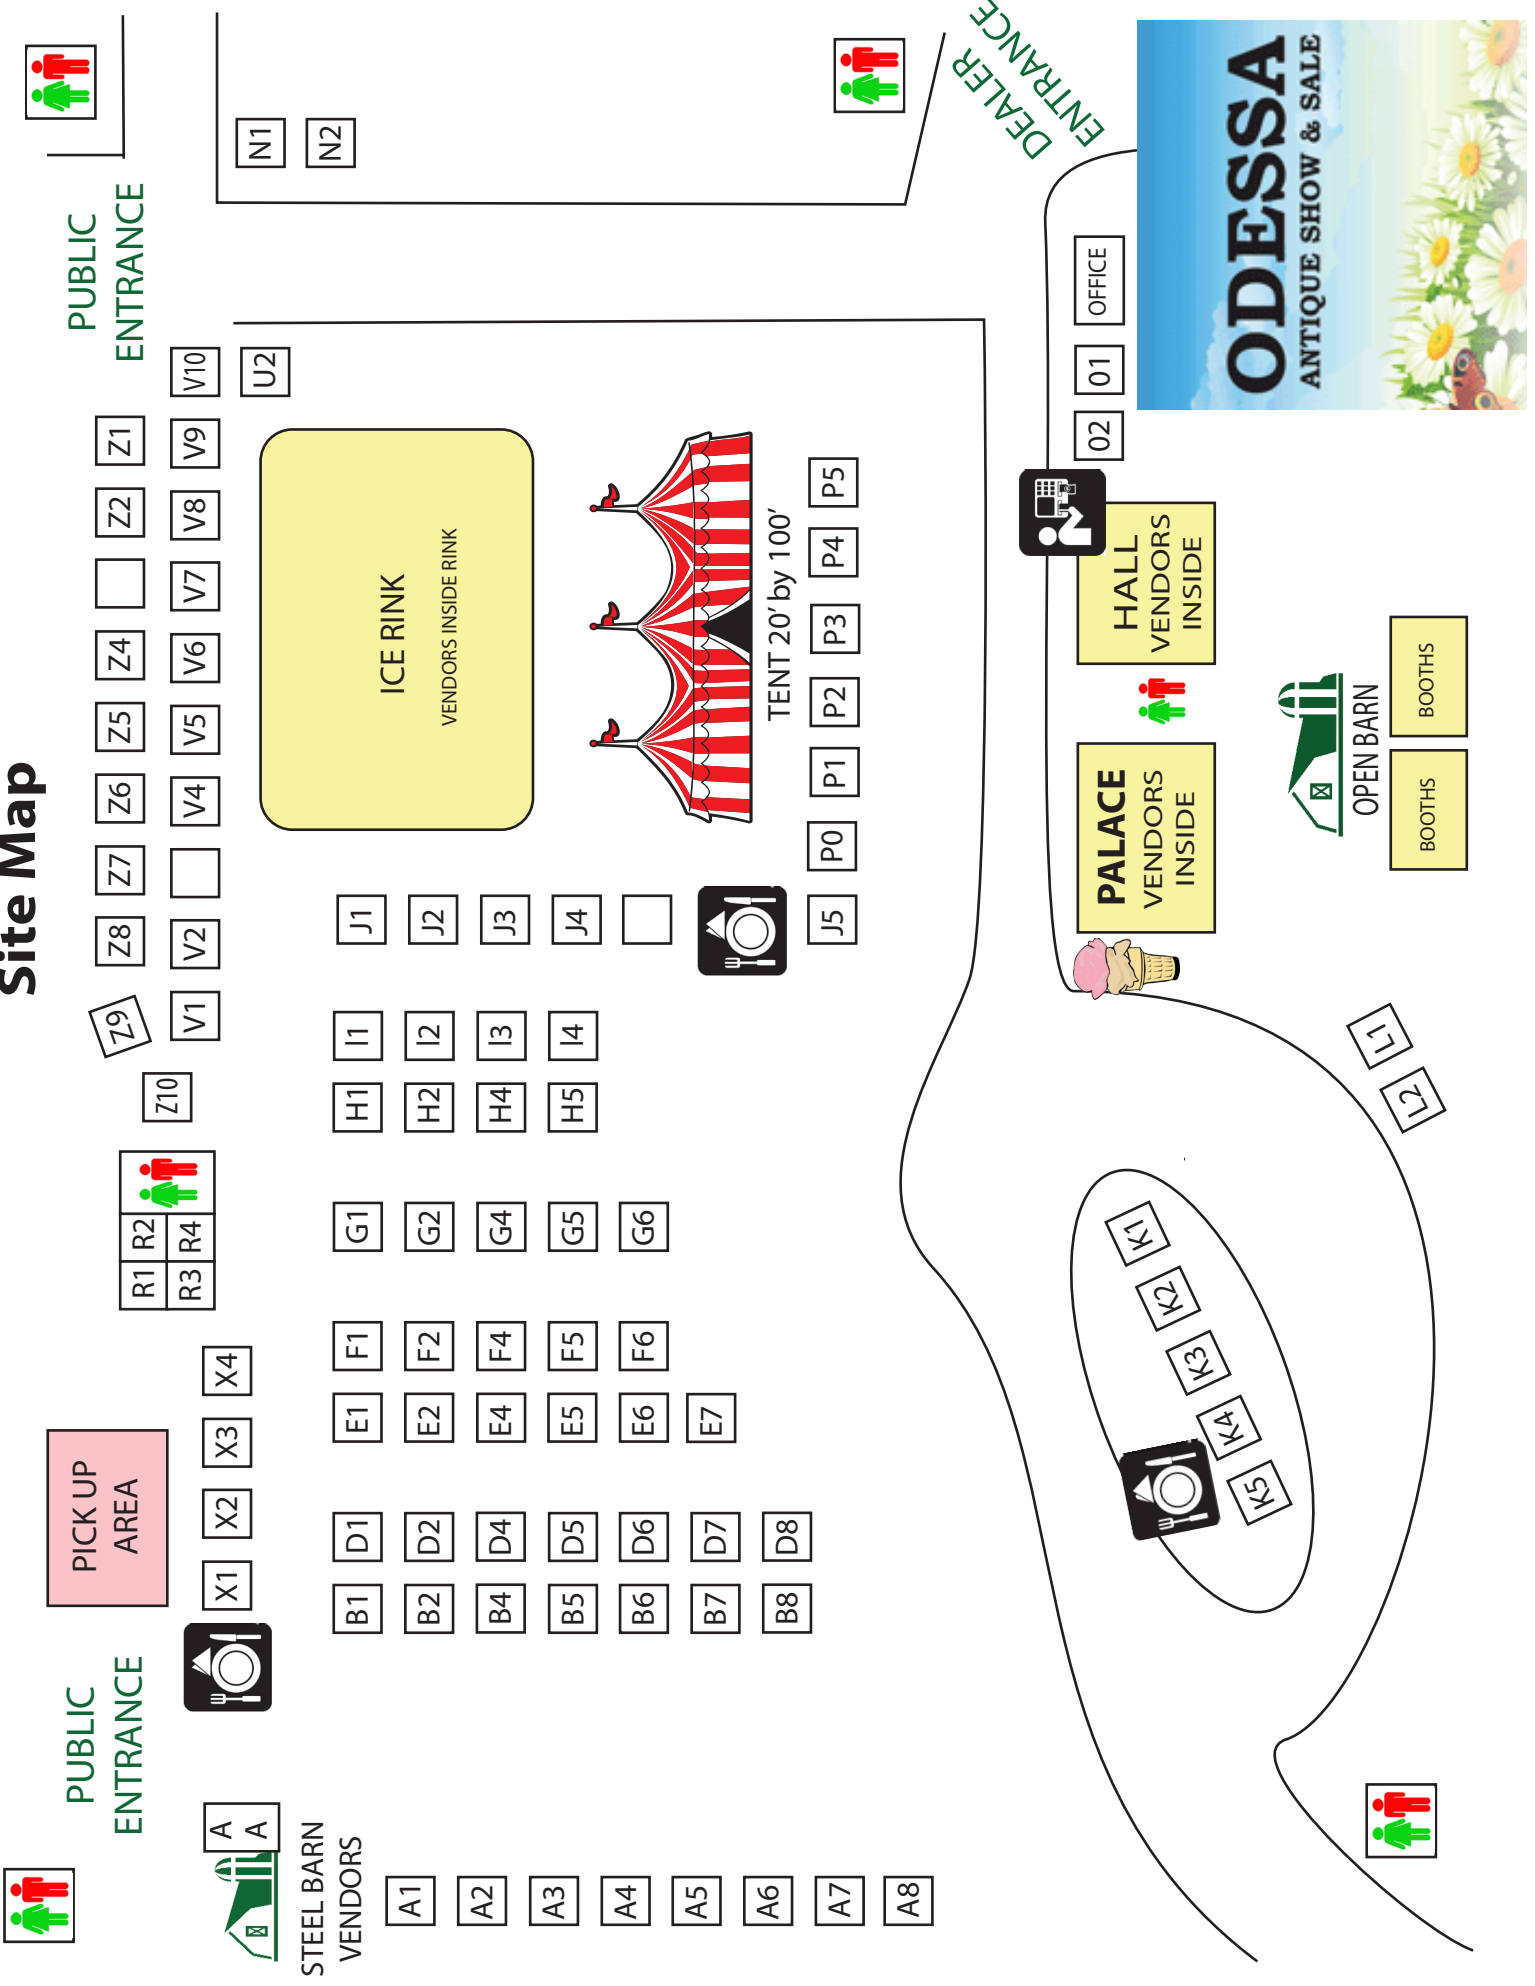 Site Map
PUBLIC
ENTRANCE
PICK UP
AREA
PUBLIC
ENTRANCE
R1 R2
R3 R4
Z10
Z9
Z8 Z7 Z6 Z5 Z4 Z2 Z1
X1 X2 X3 X4
V1 V2 V4 V5 V6 V7 V8 V9 V10
A
A
U2
N1
N2
STEEL BARN
VENDORS
B1 D1 E1 F1 G1 H1 I1 J1
A1
B2 D2 E2 F2 G2 H2 I2 J2
A2
B4 D4 E4 F4 G4 H4 I3 J3
A3
B5 D5 E5 F5 G5 H5 I4 J4
A4
B6 D6 E6 F6 G6
A5
B7 D7 E7
A6
B8 D8
A7
A8
ICE RINK
VENDORS INSIDE RINK
TENT 20' by 100'
J5 P0 P1 P2 P3 P4 P5
DEALER
ENTRANCE
02 01 OFFICE
PALACE
VENDORS
INSIDE
HALL
VENDORS
INSIDE
K1
K2
K3
K4
K5
L1
L2
OPEN BARN
BOOTHS BOOTHS
ODESSA
ANTIQUE SHOW & SALE